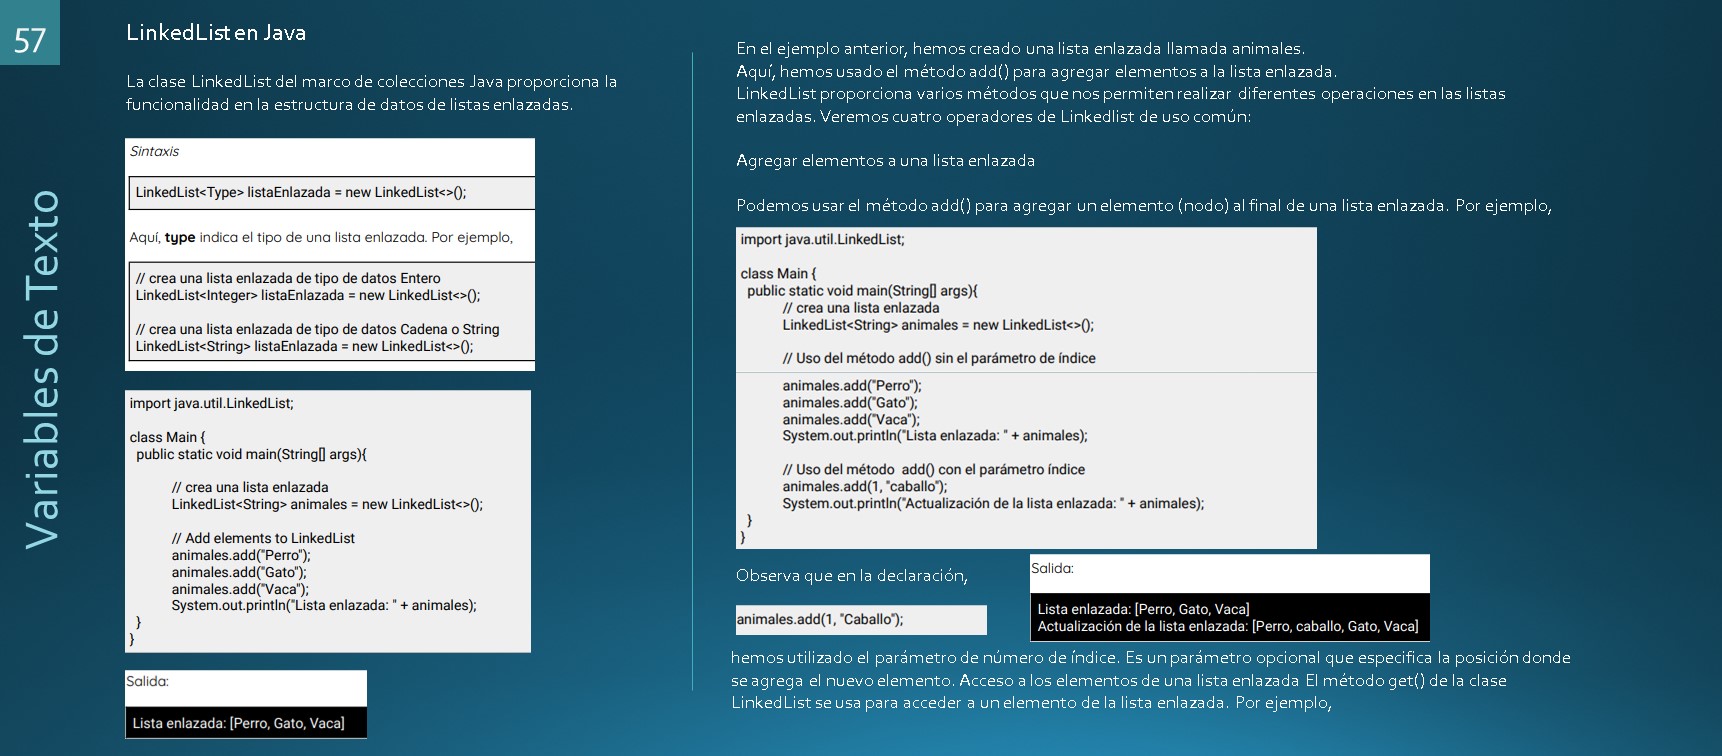 57
Variables de Texto
LinkedList en Java
La clase LinkedList del marco de colecciones Java proporciona la
funcionalidad en la estructura de datos de listas enlazadas.
Sintaxis
LinkedList<Type> listaEnlazada = new LinkedList<>();
Aquí, type indica el tipo de una lista enlazada. Por ejemplo,
// crea una lista enlazada de tipo de datos Entero
LinkedList<Integer> listaEnlazada = new LinkedList<>();
// crea una lista enlazada de tipo de datos Cadena o String
LinkedList<String> listaEnlazada = new LinkedList<>();
import java.util.LinkedList;
class Main {
public static void main(String[] args){
// crea una lista enlazada
LinkedList<String> animales = new LinkedList<>();
// Add elements to LinkedList
animales.add("Perro");
animales.add("Gato");
animales.add("Vaca");
System.out.println("Lista enlazada: " + animales);
}
}
Salida:
Lista enlazada: [Perro, Gato, Vaca]
En el ejemplo anterior, hemos creado una lista enlazada llamada animales.
Aquí, hemos usado el método add() para agregar elementos a la lista enlazada.
LinkedList proporciona varios métodos que nos permiten realizar diferentes operaciones en las listas
enlazadas. Veremos cuatro operadores de Linkedlist de uso común:
Agregar elementos a una lista enlazada
Podemos usar el método add() para agregar un elemento (nodo) al final de una lista enlazada. Por ejemplo,
import java.util.LinkedList;
class Main {
public static void main(String[] args){
// crea una lista enlazada
LinkedList<String> animales = new LinkedList<>();
// Uso del método add() sin el parámetro de índice
animales.add("Perro");
animales.add("Gato");
animales.add("Vaca");
System.out.println("Lista enlazada: " + animales);
// Uso del método add() con el parámetro índice
animales.add(1, "caballo");
System.out.println("Actualización de la lista enlazada: " + animales);
}
}
Observa que en la declaración,
animales.add(1, "Caballo");
Salida:
Lista enlazada: [Perro, Gato, Vaca]
Actualización de la lista enlazada: [Perro, caballo, Gato, Vaca]
hemos utilizado el parámetro de número de índice. Es un parámetro opcional que especifica la posición donde
se agrega el nuevo elemento. Acceso a los elementos de una lista enlazada El método get() de la clase
LinkedList se usa para acceder a un elemento de la lista enlazada. Por ejemplo,